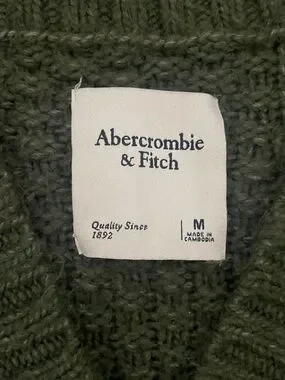 Abercrombie
& Fitch
Quality Since
1892
M
MADE IN
CAMBODIA